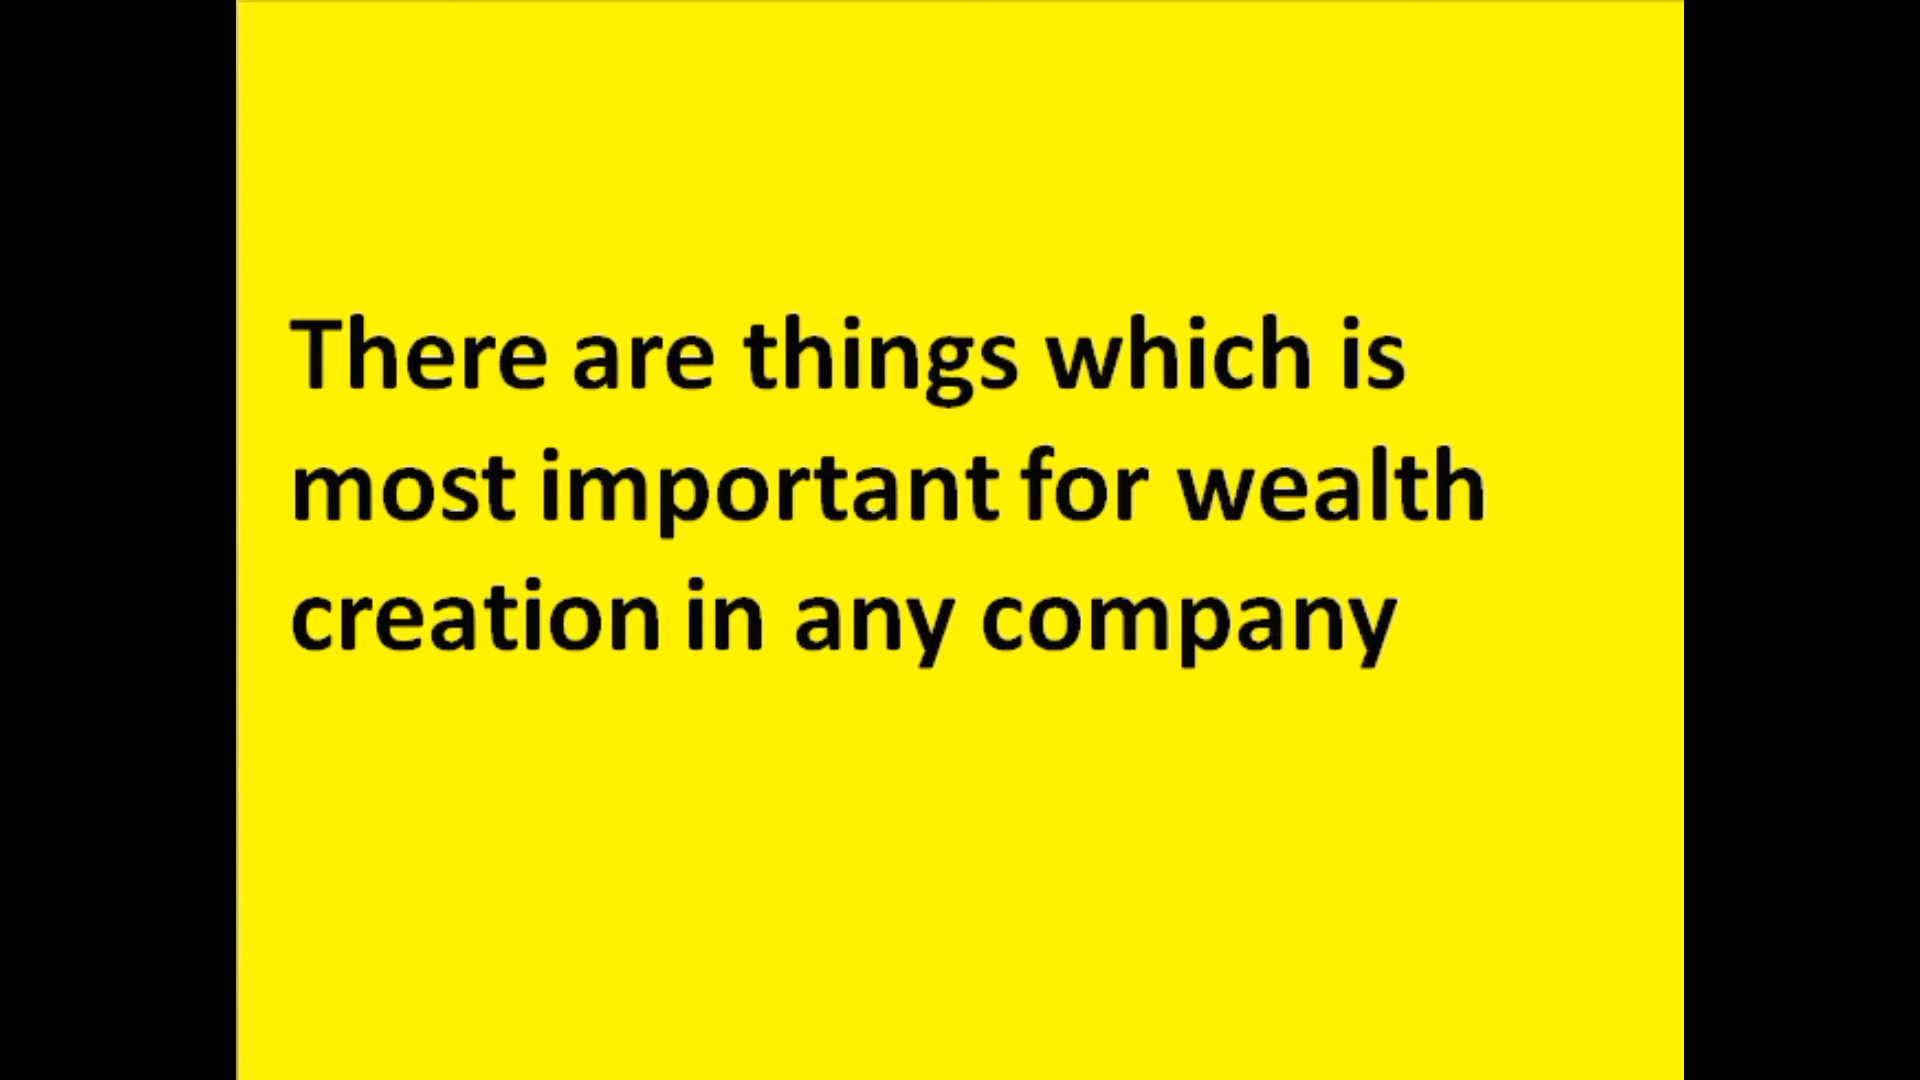 There are things which is
most important for wealth
creation in any company